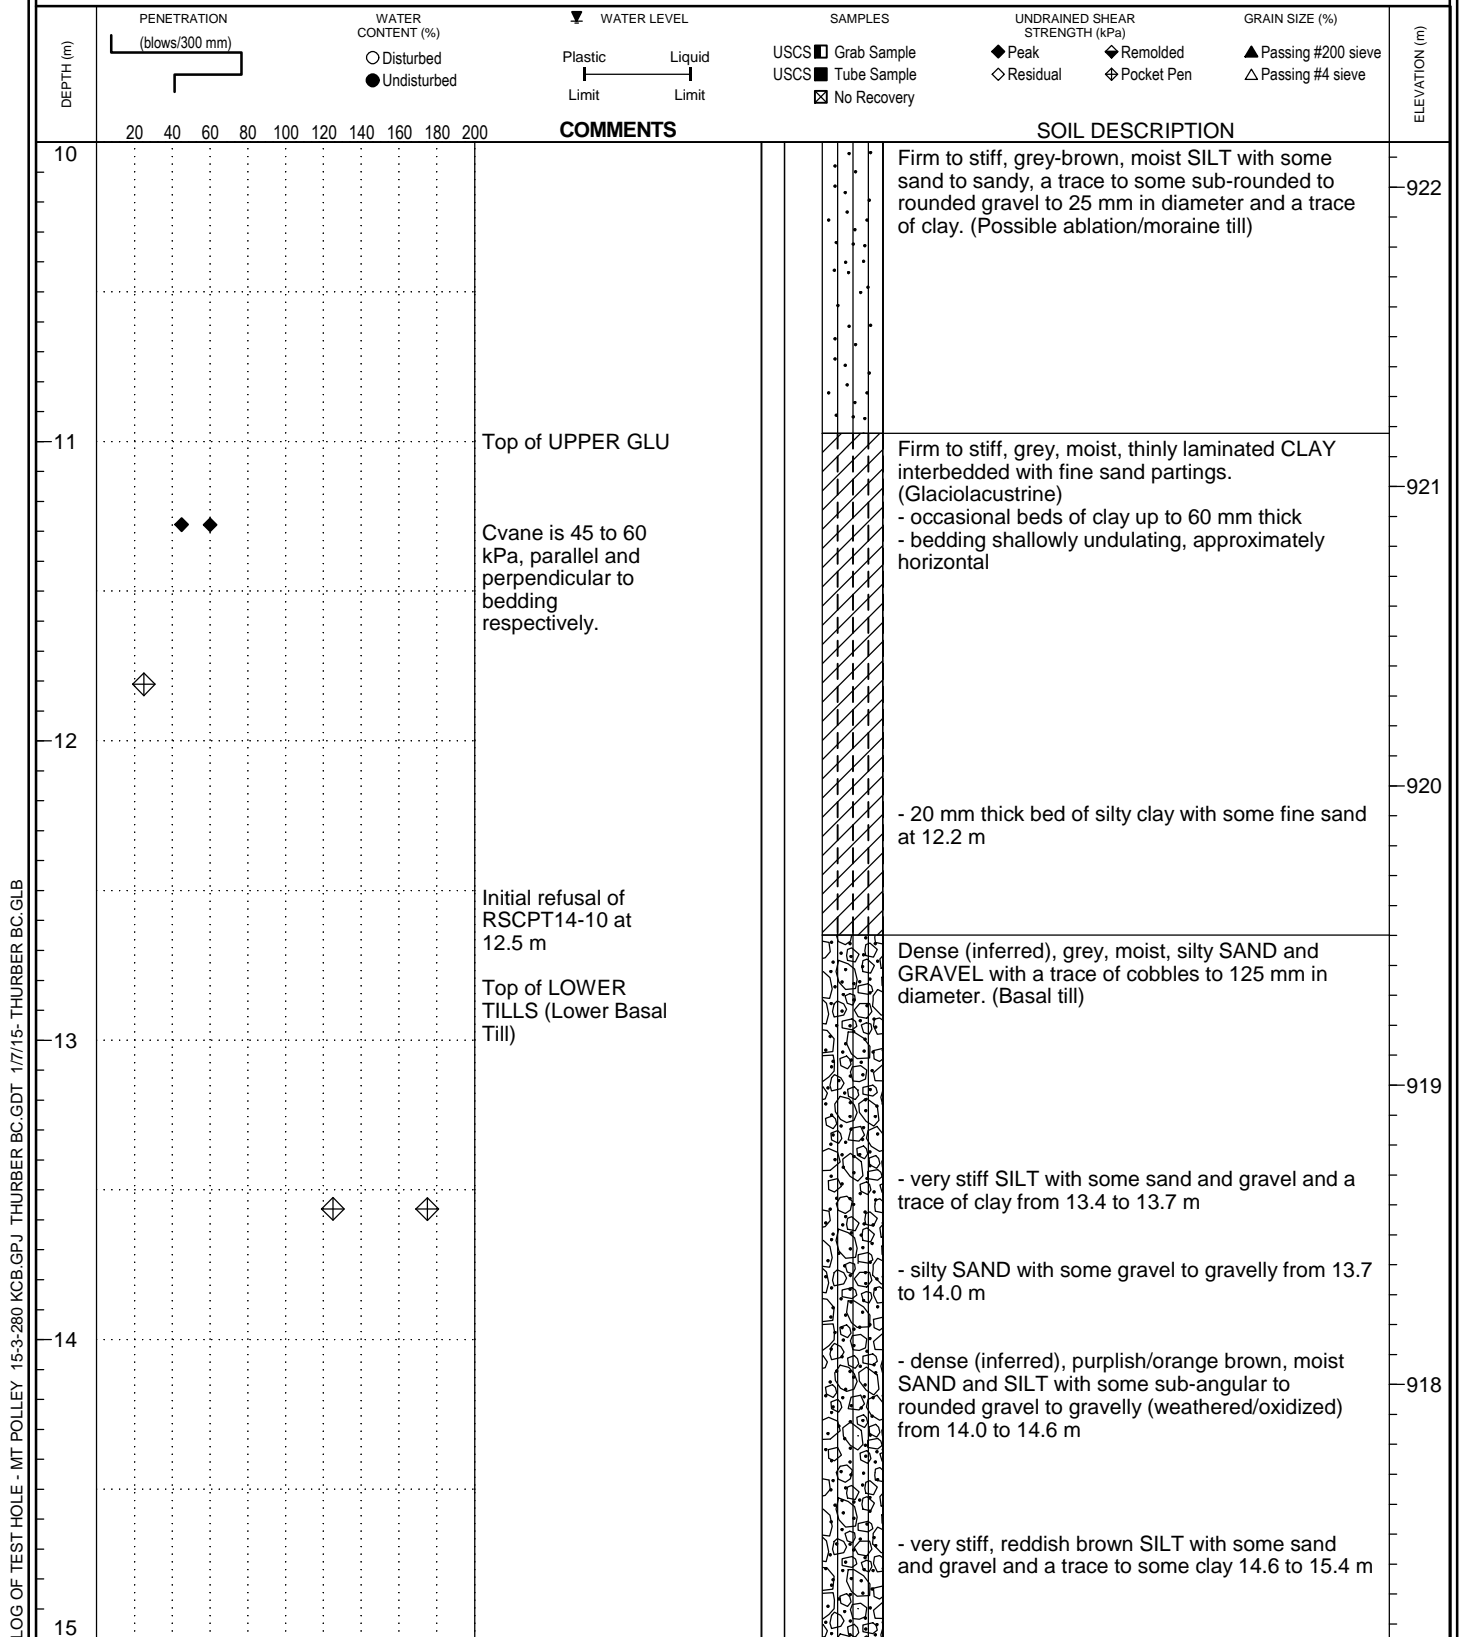 PENETRATION
(blows/300 mm)
WATER
CONTENT (%)
Disturbed
Undisturbed
WATER LEVEL
Plastic Liquid
Limit Limit
SAMPLES
USCS Grab Sample
USCS Tube Sample
No Recovery
UNDRAINED SHEAR
STRENGTH (kPa)
Peak Remolded
Residual Pocket Pen
GRAIN SIZE (%)
Passing #200 sieve
Passing #4 sieve
DEPTH (m)
ELEVATION (m)
20 40 60 80 100 120 140 160 180 200
COMMENTS
SOIL DESCRIPTION
10
Firm to stiff, grey-brown, moist SILT with some
sand to sandy, a trace to some sub-rounded to
rounded gravel to 25 mm in diameter and a trace
of clay. (Possible ablation/moraine till)
922
11
Top of UPPER GLU
Firm to stiff, grey, moist, thinly laminated CLAY
interbedded with fine sand partings.
(Glaciolacustrine)
- occasional beds of clay up to 60 mm thick
- bedding shallowly undulating, approximately
horizontal
921
Cvane is 45 to 60
kPa, parallel and
perpendicular to
bedding
respectively.
12
920
- 20 mm thick bed of silty clay with some fine sand
at 12.2 m
Initial refusal of
RSCPT14-10 at
12.5 m
Dense (inferred), grey, moist, silty SAND and
GRAVEL with a trace of cobbles to 125 mm in
diameter. (Basal till)
Top of LOWER
TILLS (Lower Basal
Till)
13
919
- very stiff SILT with some sand and gravel and a
trace of clay from 13.4 to 13.7 m
- silty SAND with some gravel to gravelly from 13.7
to 14.0 m
14
- dense (inferred), purplish/orange brown, moist
SAND and SILT with some sub-angular to
rounded gravel to gravelly (weathered/oxidized)
from 14.0 to 14.6 m
918
- very stiff, reddish brown SILT with some sand
and gravel and a trace to some clay 14.6 to 15.4 m
15
LOG OF TEST HOLE - MT POLLEY 15-3-280 KCB.GPJ THURBER BC.GDT 1/7/15- THURBER BC.GLB